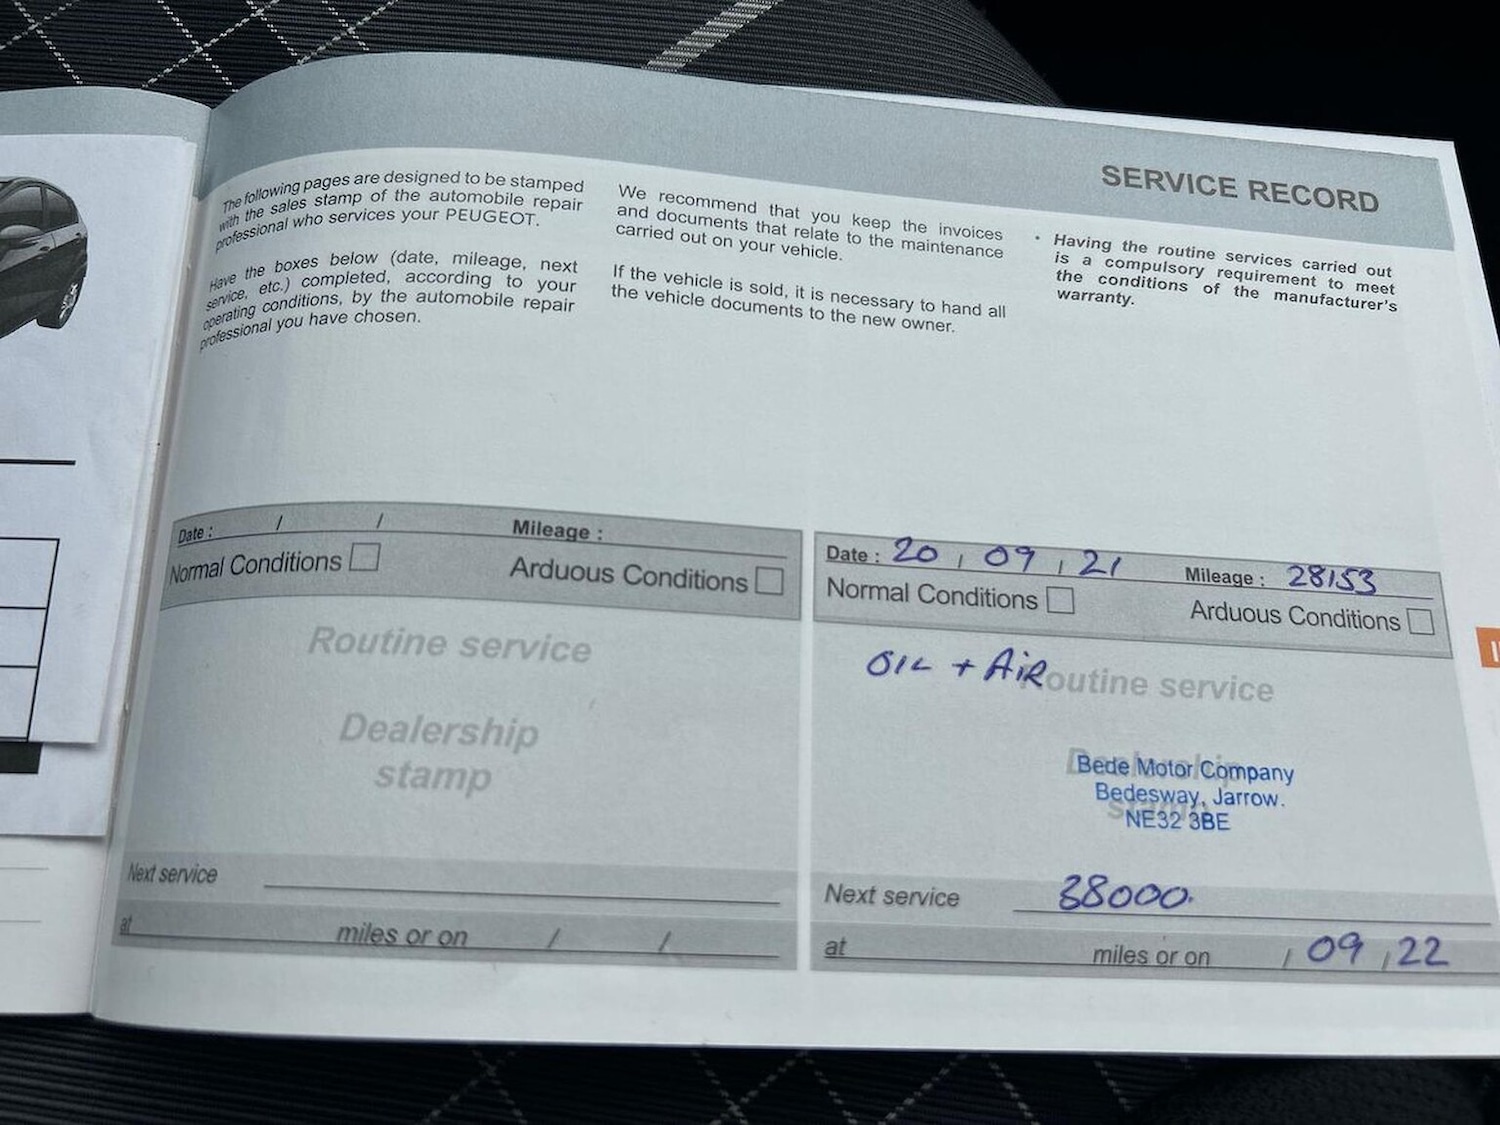 SERVICE RECORD
The following pages are designed to be stamped
with the sales stamp of the automobile repair
professional who services your PEUGEOT.
Have the boxes below (date, mileage, next
service, etc.) completed, according to your
operating conditions, by the automobile repair
professional you have chosen.
We recommend that you keep the invoices
and documents that relate to the maintenance
carried out on your vehicle.
If the vehicle is sold, it is necessary to hand all
the vehicle documents to the new owner.
• Having the routine services carried out
is a compulsory requirement to meet
the conditions of the manufacturer's
warranty.
Date : / / Mileage :
Normal Conditions Arduous Conditions
Routine service
Dealership
stamp
Next service
at miles or on / /
Date : 20 / 09 / 21 Mileage : 28153
Normal Conditions Arduous Conditions
OIL + AiR
Routine service
Dealership
stamp
Bede Motor Company
Bedesway, Jarrow.
NE32 3BE
Next service 38000.
at miles or on / 09 / 22